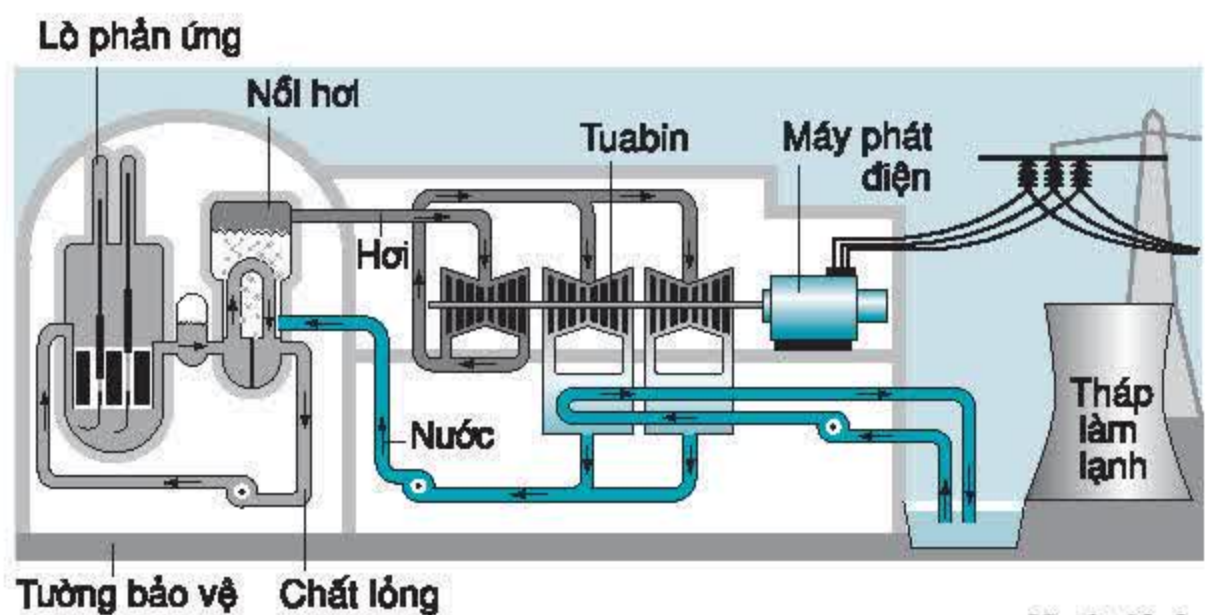 Lò phản ứng
Nồi hơi
Tuabin
Máy phát
điện
Hơi
Nước
Tháp
làm
lạnh
Tường bảo vệ
Chất lỏng